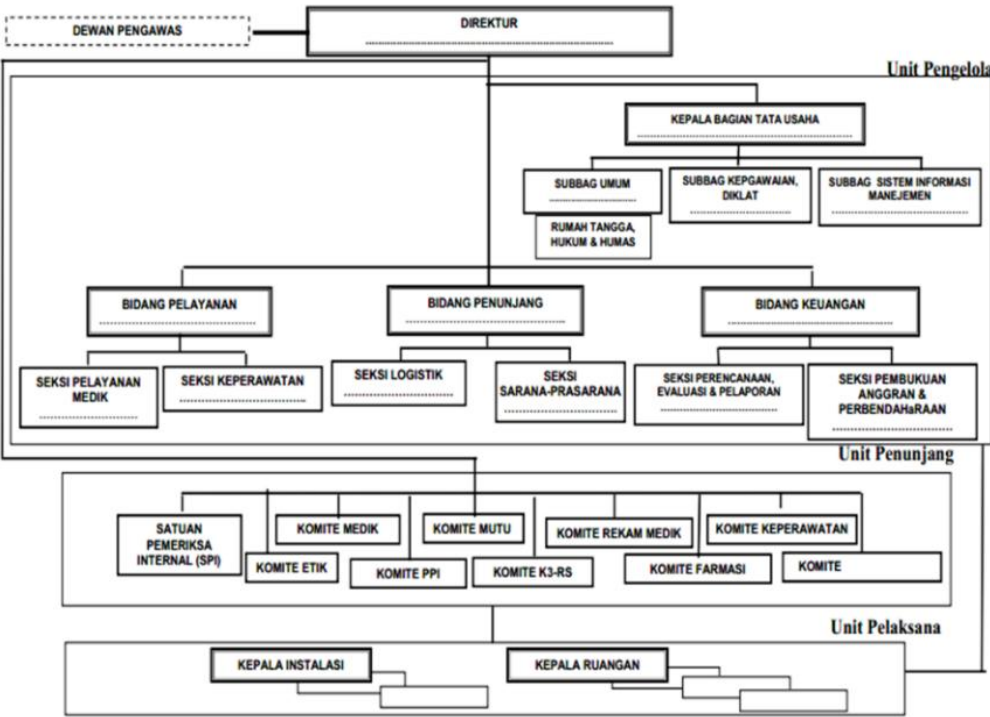 DIREKTUR
DEWAN PENGAWAS
Unit Pengelola
KEPALA BAGIAN TATA USAHA
SUBBAG UMUM
SUBBAG KEPGAWAIAN,
DIKLAT
SUBBAG SISTEM INFORMASI
MANEJEMEN
RUMAH TANGGA,
HUKUM & HUMAS
BIDANG PELAYANAN
BIDANG PENUNJANG
BIDANG KEUANGAN
SEKSI PELAYANAN
MEDIK
SEKSI KEPERAWATAN
SEKSI LOGISTIK
SEKSI
SARANA-PRASARANA
SEKSI PERENCANAAN,
EVALUASI & PELAPORAN
SEKSI PEMBUKUAN
ANGGRAN &
PERBENDAHaRAAN
Unit Penunjang
SATUAN
PEMERIKSA
INTERNAL (SPI)
KOMITE MEDIK
KOMITE MUTU
KOMITE REKAM MEDIK
KOMITE KEPERAWATAN
KOMITE ETIK
KOMITE PPI
KOMITE K3-RS
KOMITE FARMASI
KOMITE
Unit Pelaksana
KEPALA INSTALASI
KEPALA RUANGAN